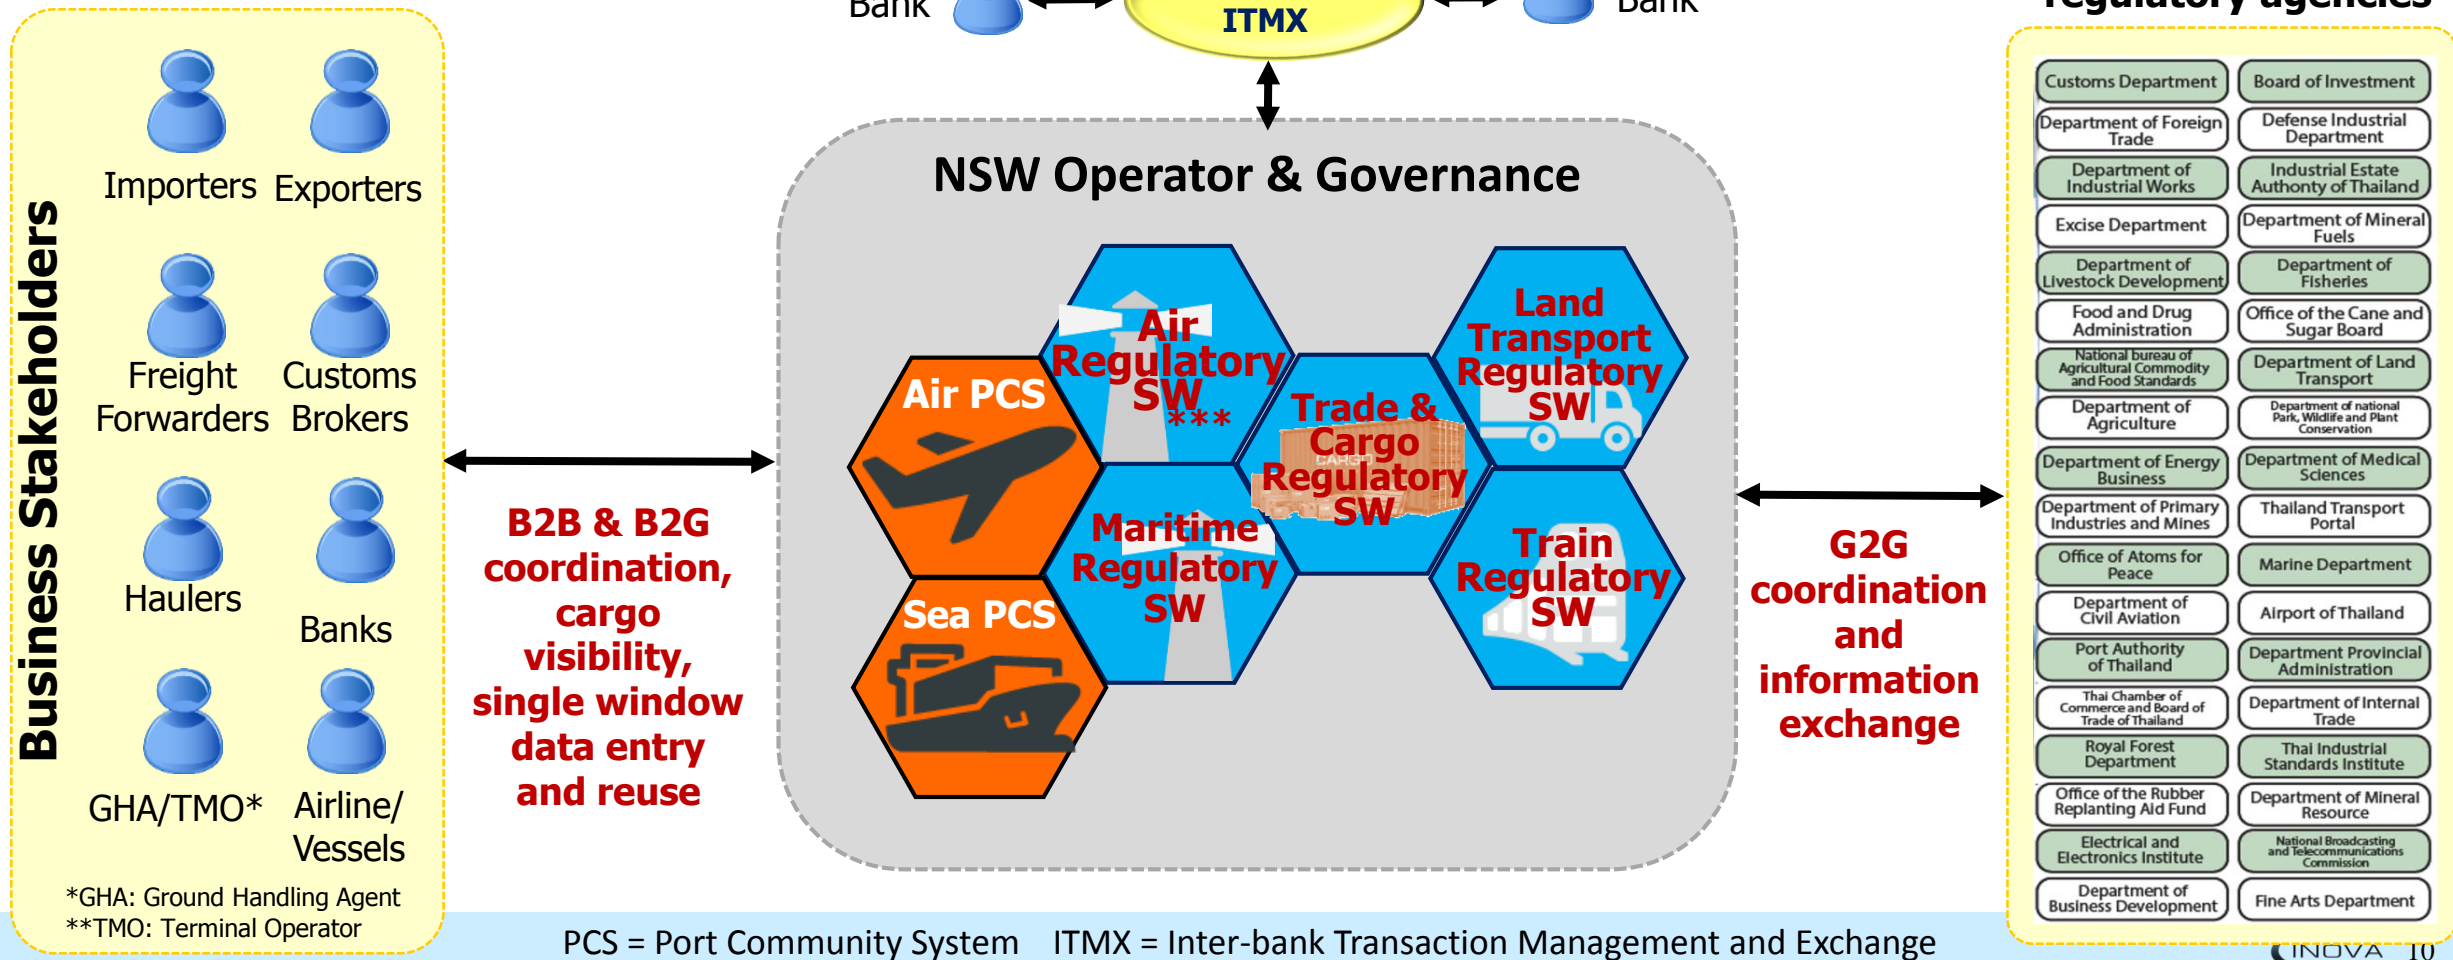 Bank
ITMX
Bank
regulatory agencies
Business Stakeholders
Importers
Exporters
Freight
Forwarders
Customs
Brokers
Haulers
Banks
GHA/TMO*
Airline/
Vessels
*GHA: Ground Handling Agent
**TMO: Terminal Operator
B2B & B2G
coordination,
cargo
visibility,
single window
data entry
and reuse
NSW Operator & Governance
Air PCS
Sea PCS
Air
Regulatory
SW
***
Maritime
Regulatory
SW
CARGO
Trade &
Cargo
Regulatory
SW
Land
Transport
Regulatory
SW
Train
Regulatory
SW
G2G
coordination
and
information
exchange
Customs Department
Board of Investment
Department of Foreign
Trade
Defense Industrial
Department
Department of
Industrial Works
Industrial Estate
Authonty of Thailand
Excise Department
Department of Mineral
Fuels
Department of
Livestock Development
Department of
Fisheries
Food and Drug
Administration
Office of the Cane and
Sugar Board
National bureau of
Agricultural Commodity
and Food Standards
Department of Land
Transport
Department of
Agriculture
Department of national
Park, Wildlife and Plant
Conservation
Department of Energy
Business
Department of Medical
Sciences
Department of Primary
Industries and Mines
Thailand Transport
Portal
Office of Atoms for
Peace
Marine Department
Department of
Civil Aviation
Airport of Thailand
Port Authority
of Thailand
Department Provincial
Administration
Thai Chamber of
Commerce and Board of
Trade of Thailand
Department of Internal
Trade
Royal Forest
Department
Thai Industrial
Standards Institute
Office of the Rubber
Replanting Aid Fund
Department of Mineral
Resource
Electrical and
Electronics Institute
National Broadcasting
and Telecommunications
Commission
Department of
Business Development
Fine Arts Department
PCS = Port Community System ITMX = Inter-bank Transaction Management and Exchange
INOVA 10